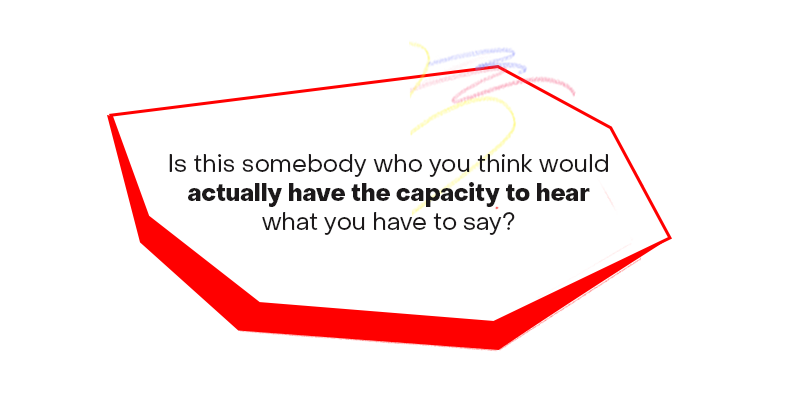 Is this somebody who you think would
actually have the capacity to hear
what you have to say?